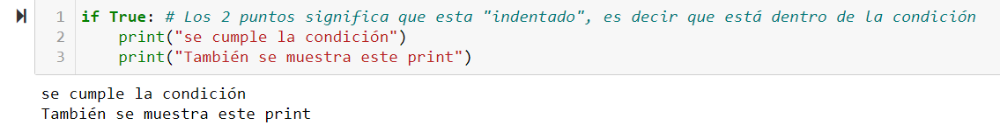 1 if True: # Los 2 puntos significa que esta "indentado", es decir que está dentro de la condición
2 print("se cumple la condición")
3 print("También se muestra este print")
se cumple la condición
También se muestra este print